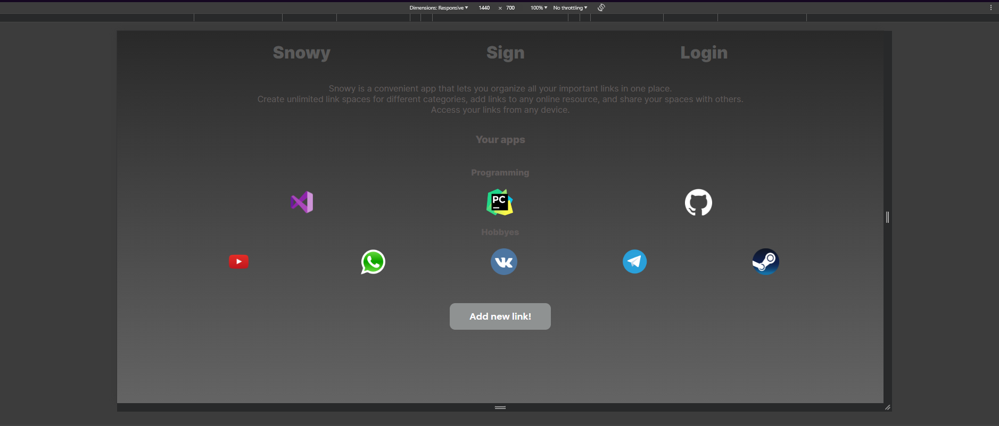 Dimensions: Responsive ▾ 1440 × 700 100% ▾ No throttling ▾
Snowy Sign Login
Snowy is a convenient app that lets you organize all your important links in one place.
Create unlimited link spaces for different categories, add links to any online resource, and share your spaces with others.
Access your links from any device.
Your apps
Programming
PC
Hobbyes
Add new link!